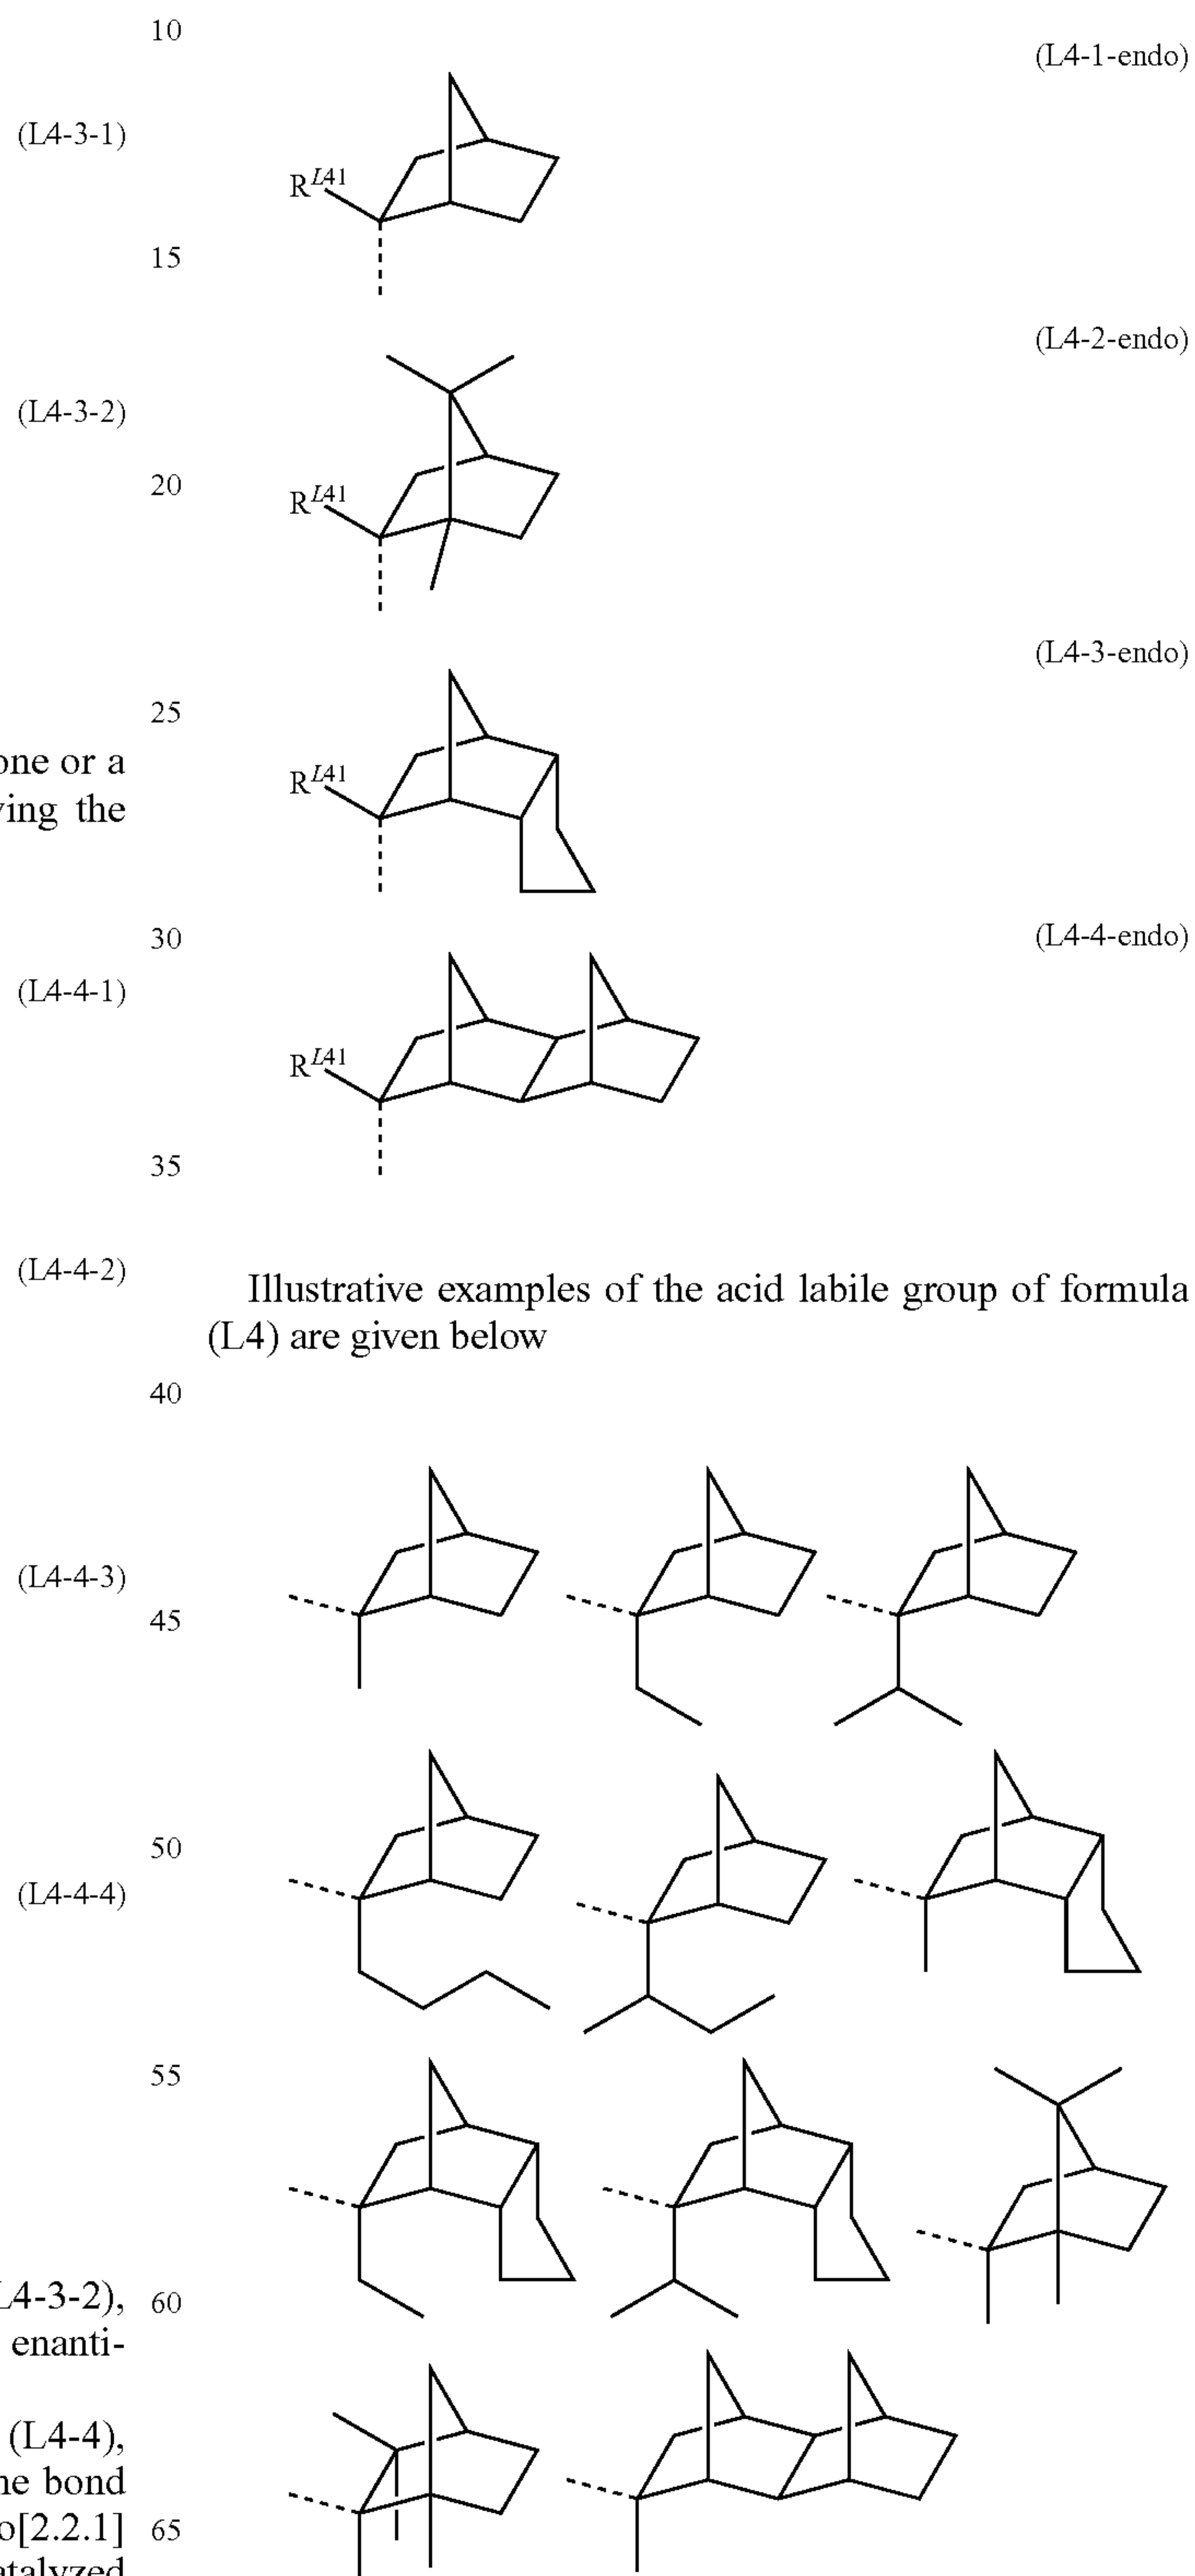 10
(L4-1-endo)
(L4-3-1)
R^L41
15
(L4-2-endo)
(L4-3-2)
20
R^L41
(L4-3-endo)
25
one or a
R^L41
ving the
30
(L4-4-endo)
(L4-4-1)
R^L41
35
(L4-4-2)
Illustrative examples of the acid labile group of formula
(L4) are given below
40
(L4-4-3)
45
50
(L4-4-4)
55
L4-3-2),
60
enanti-
(L4-4),
ne bond
o[2.2.1]
65
atalyzed